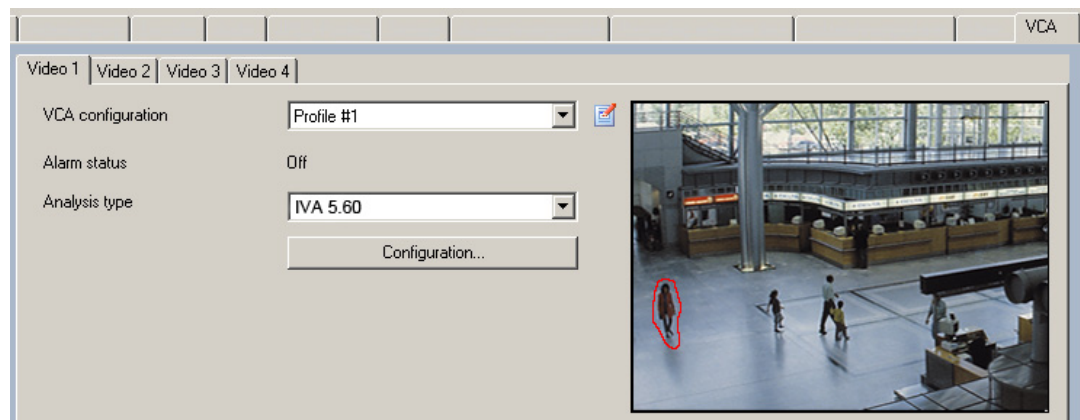 VCA
Video 1 Video 2 Video 3 Video 4
VCA configuration Profile #1
Alarm status Off
Analysis type IVA 5.60
Configuration...